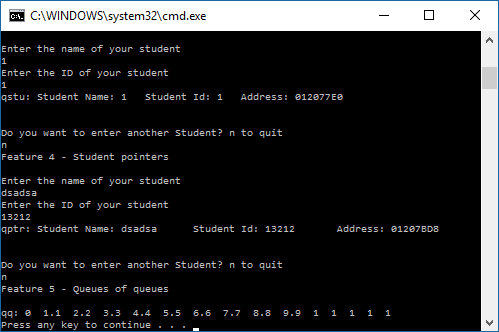 C:\WINDOWS\system32\cmd.exe
Enter the name of your student
1
Enter the ID of your student
1
qstu: Student Name: 1   Student Id: 1   Address: 012077E0
Do you want to enter another Student? n to quit
n
Feature 4 - Student pointers
Enter the name of your student
dsadsa
Enter the ID of your student
13212
qptr: Student Name: dsadsa      Student Id: 13212       Address: 01207BD8
Do you want to enter another Student? n to quit
n
Feature 5 - Queues of queues
qq: 0  1.1  2.2  3.3  4.4  5.5  6.6  7.7  8.8  9.9  1  1  1  1  1
Press any key to continue . . .